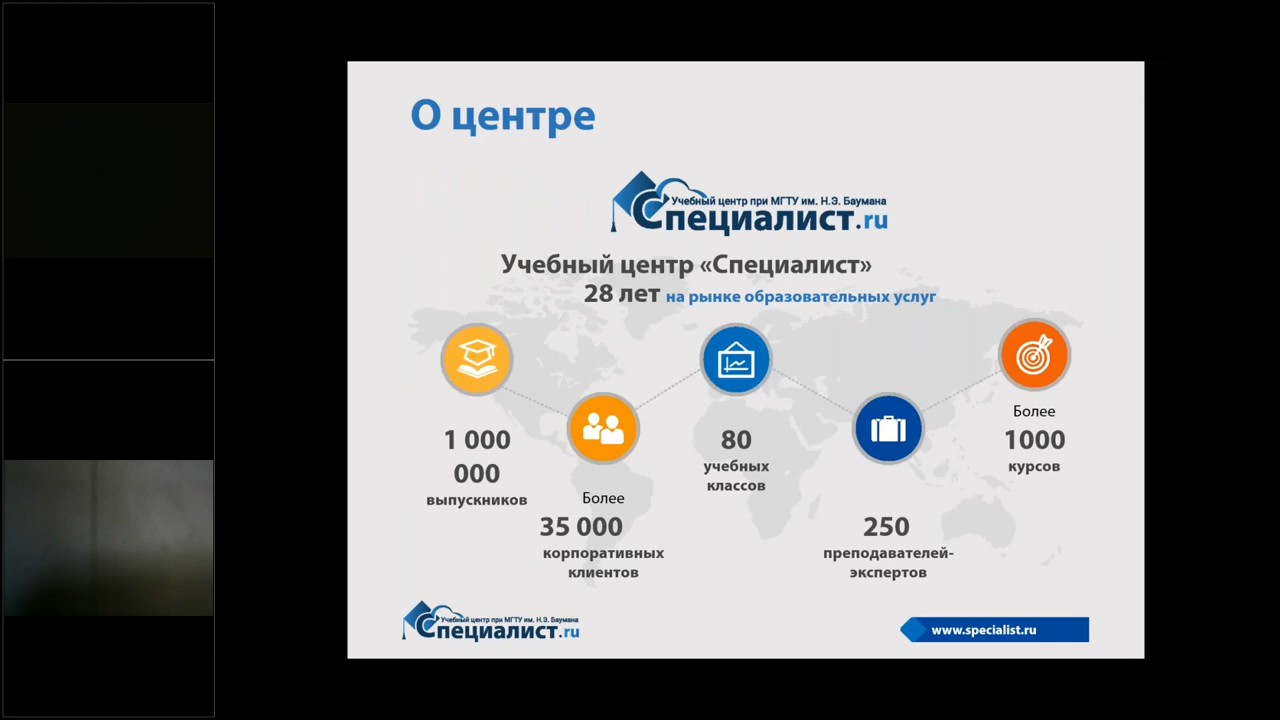 О центре
Учебный центр при МГТУ им. Н.Э. Баумана
Специалист.ru
Учебный центр «Специалист»
28 лет на рынке образовательных услуг
1 000
000
выпускников
Более
35 000
корпоративных
клиентов
80
учебных
классов
250
преподавателей-
экспертов
Более
1000
курсов
Учебный центр при МГТУ им. Н.Э. Баумана
Специалист.ru
www.specialist.ru